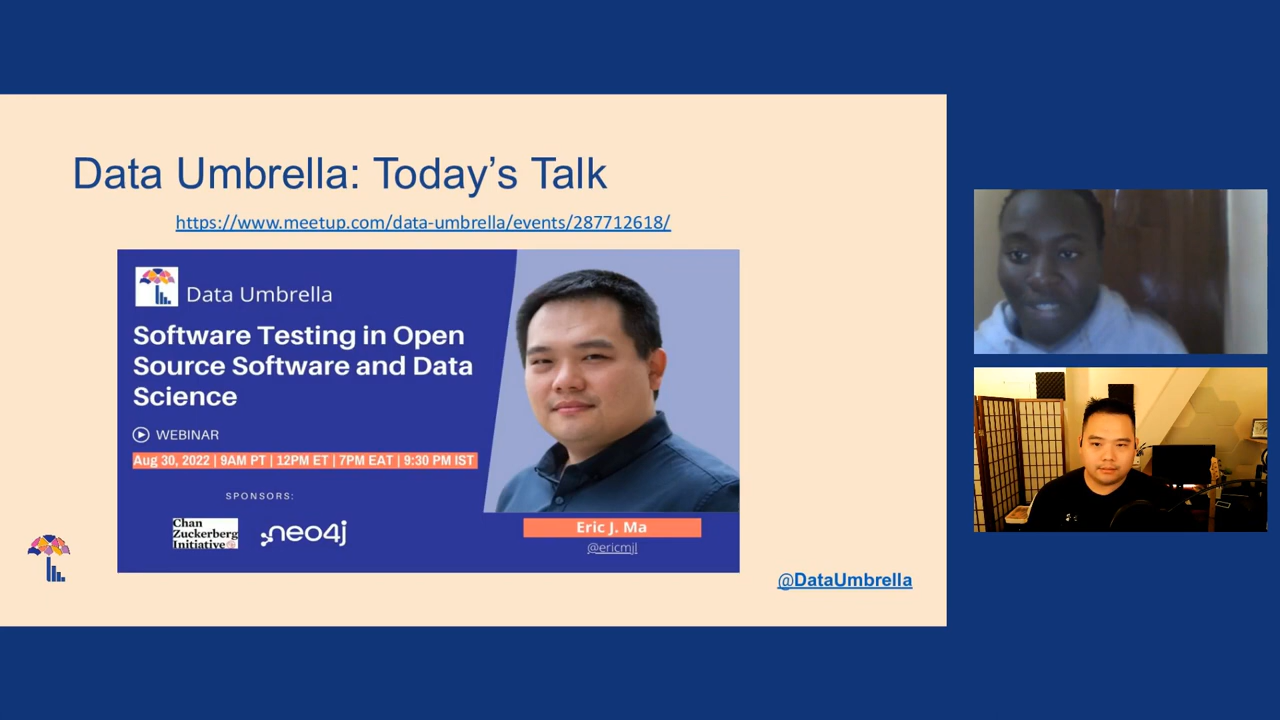 Data Umbrella: Today's Talk
https://www.meetup.com/data-umbrella/events/287712618/
Data Umbrella
Software Testing in Open
Source Software and Data
Science
WEBINAR
Aug 30, 2022 | 9AM PT | 12PM ET | 7PM EAT | 9:30 PM IST
SPONSORS:
Chan
Zuckerberg
Initiative
neo4j
Eric J. Ma
@ericmjl
@DataUmbrella